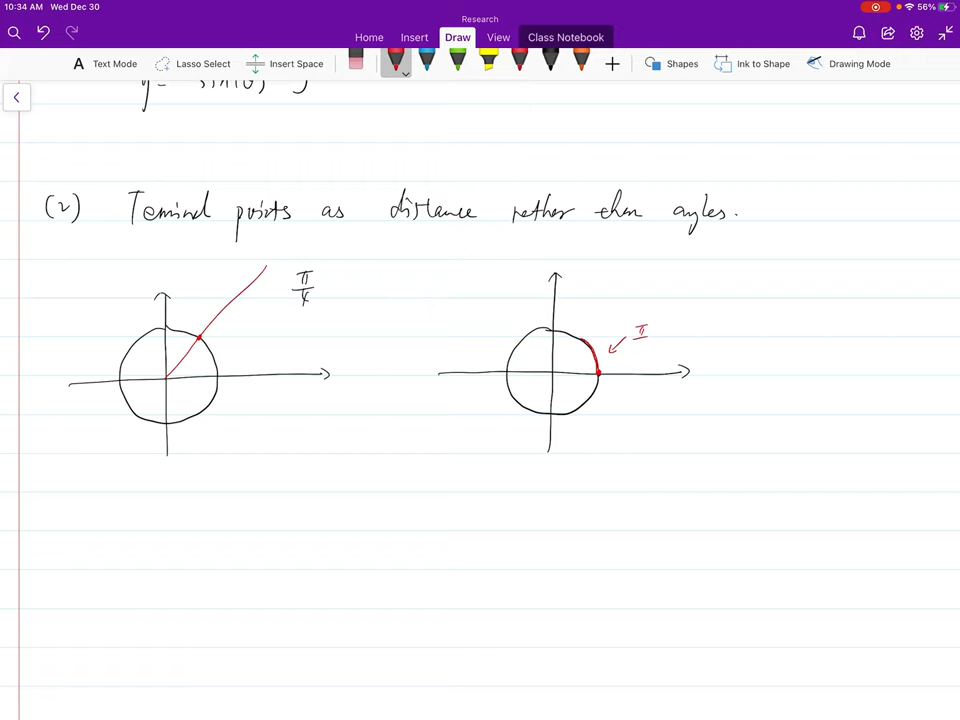 10:34 AM Wed Dec 30
56%
Research
Home Insert Draw View Class Notebook
Text Mode Lasso Select Insert Space Shapes Ink to Shape Drawing Mode
y = sin(θ)
(2) Teminal points as distance rather than angles.
π/4
π